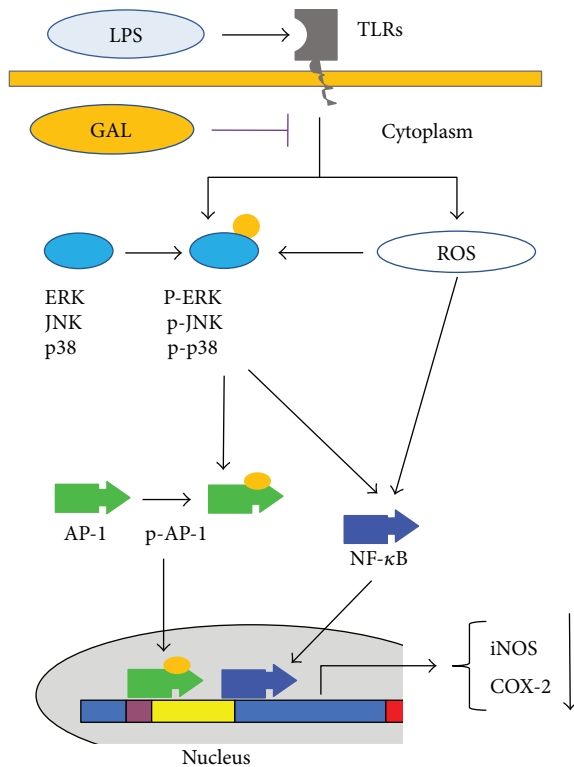 LPS
TLRs
GAL
Cytoplasm
ROS
ERK
JNK
p38
P-ERK
p-JNK
p-p38
AP-1
p-AP-1
NF-κB
iNOS
COX-2
Nucleus